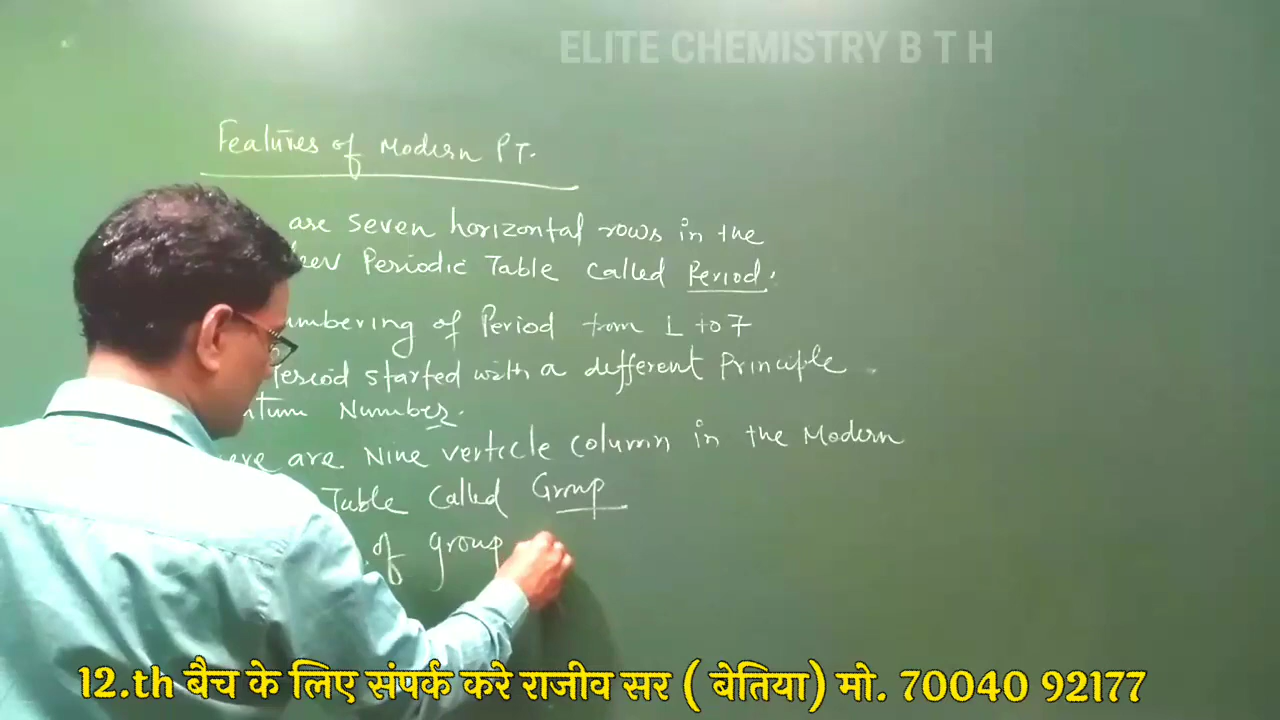 ELITE CHEMISTRY B T H
Features of Modern PT.
are seven horizontal rows in the
Periodic Table called Period.
umbering of Period from 1 to 7
Period started with a different Principle
Number.
are Nine verticle column in the Modern
Table called Group
of group
12.th बैच के लिए संपर्क करे राजीव सर ( बेतिया) मो. 70040 92177